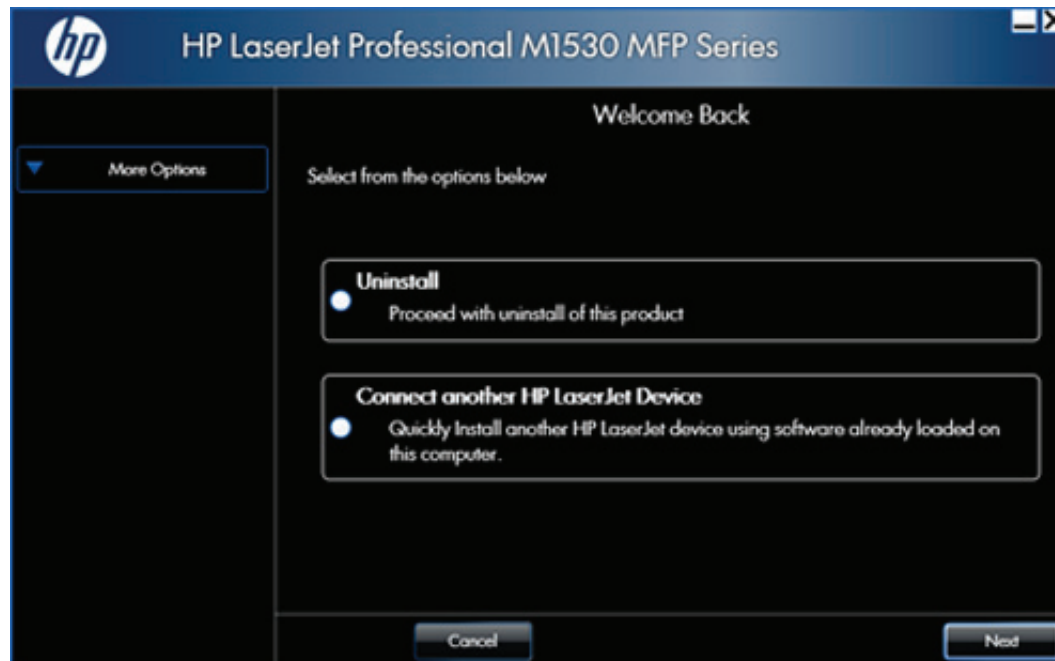 hp
HP LaserJet Professional M1530 MFP Series
Welcome Back
More Options
Select from the options below
Uninstall
Proceed with uninstall of this product
Connect another HP LaserJet Device
Quickly Install another HP LaserJet device using software already loaded on
this computer.
Cancel
Next